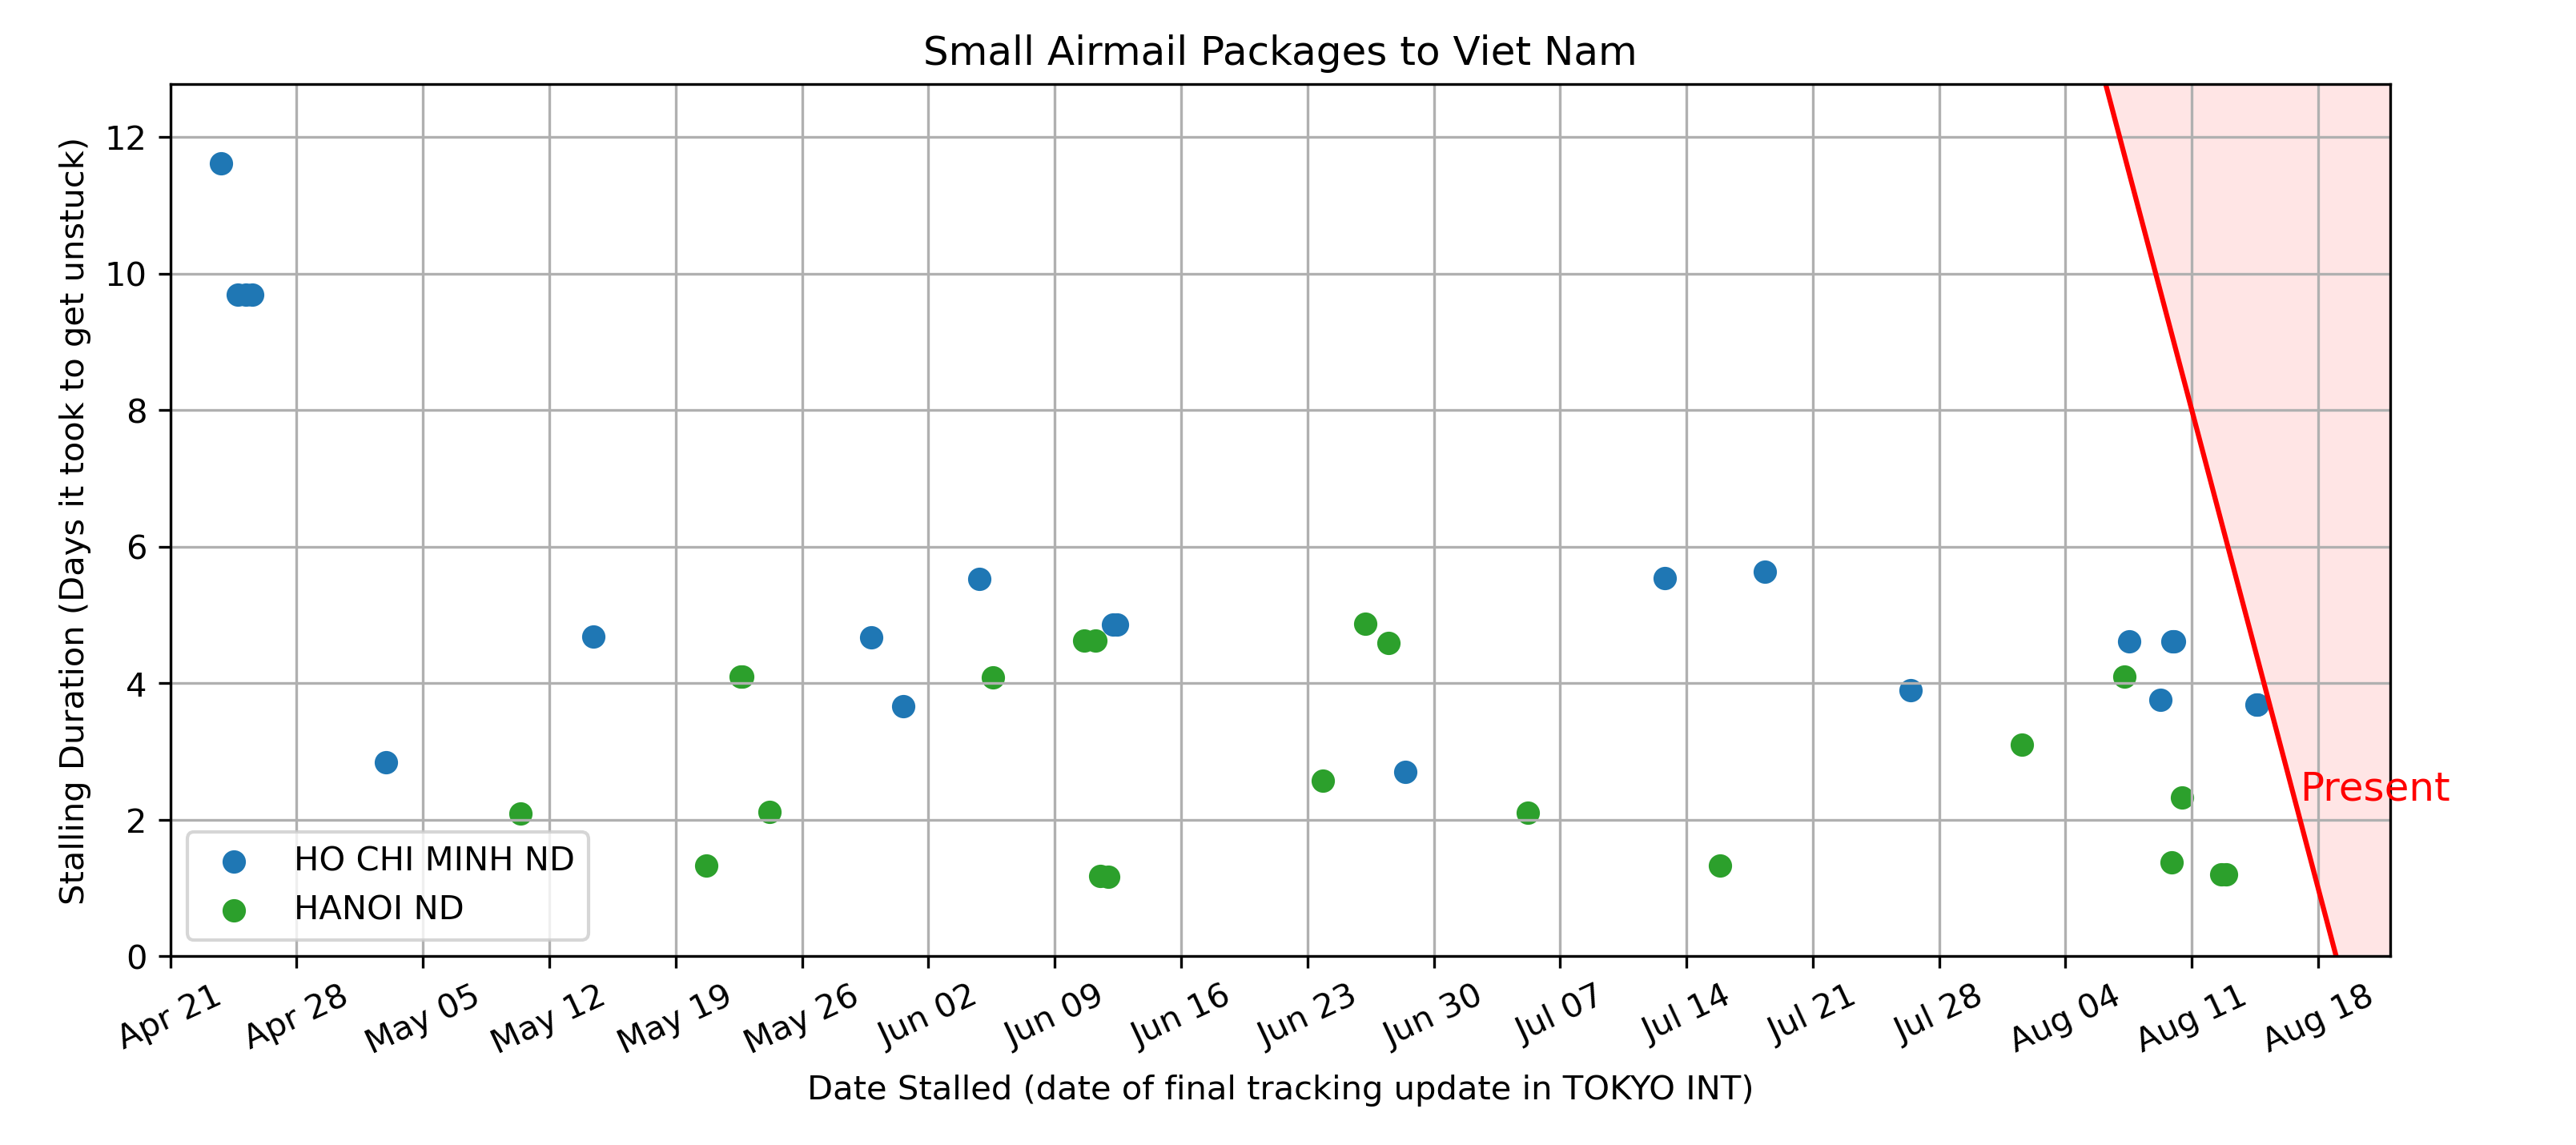 Small Airmail Packages to Viet Nam
Stalling Duration (Days it took to get unstuck)
12
10
8
6
4
2
0
Present
HO CHI MINH ND
HANOI ND
Apr 21
Apr 28
May 05
May 12
May 19
May 26
Jun 02
Jun 09
Jun 16
Jun 23
Jun 30
Jul 07
Jul 14
Jul 21
Jul 28
Aug 04
Aug 11
Aug 18
Date Stalled (date of final tracking update in TOKYO INT)